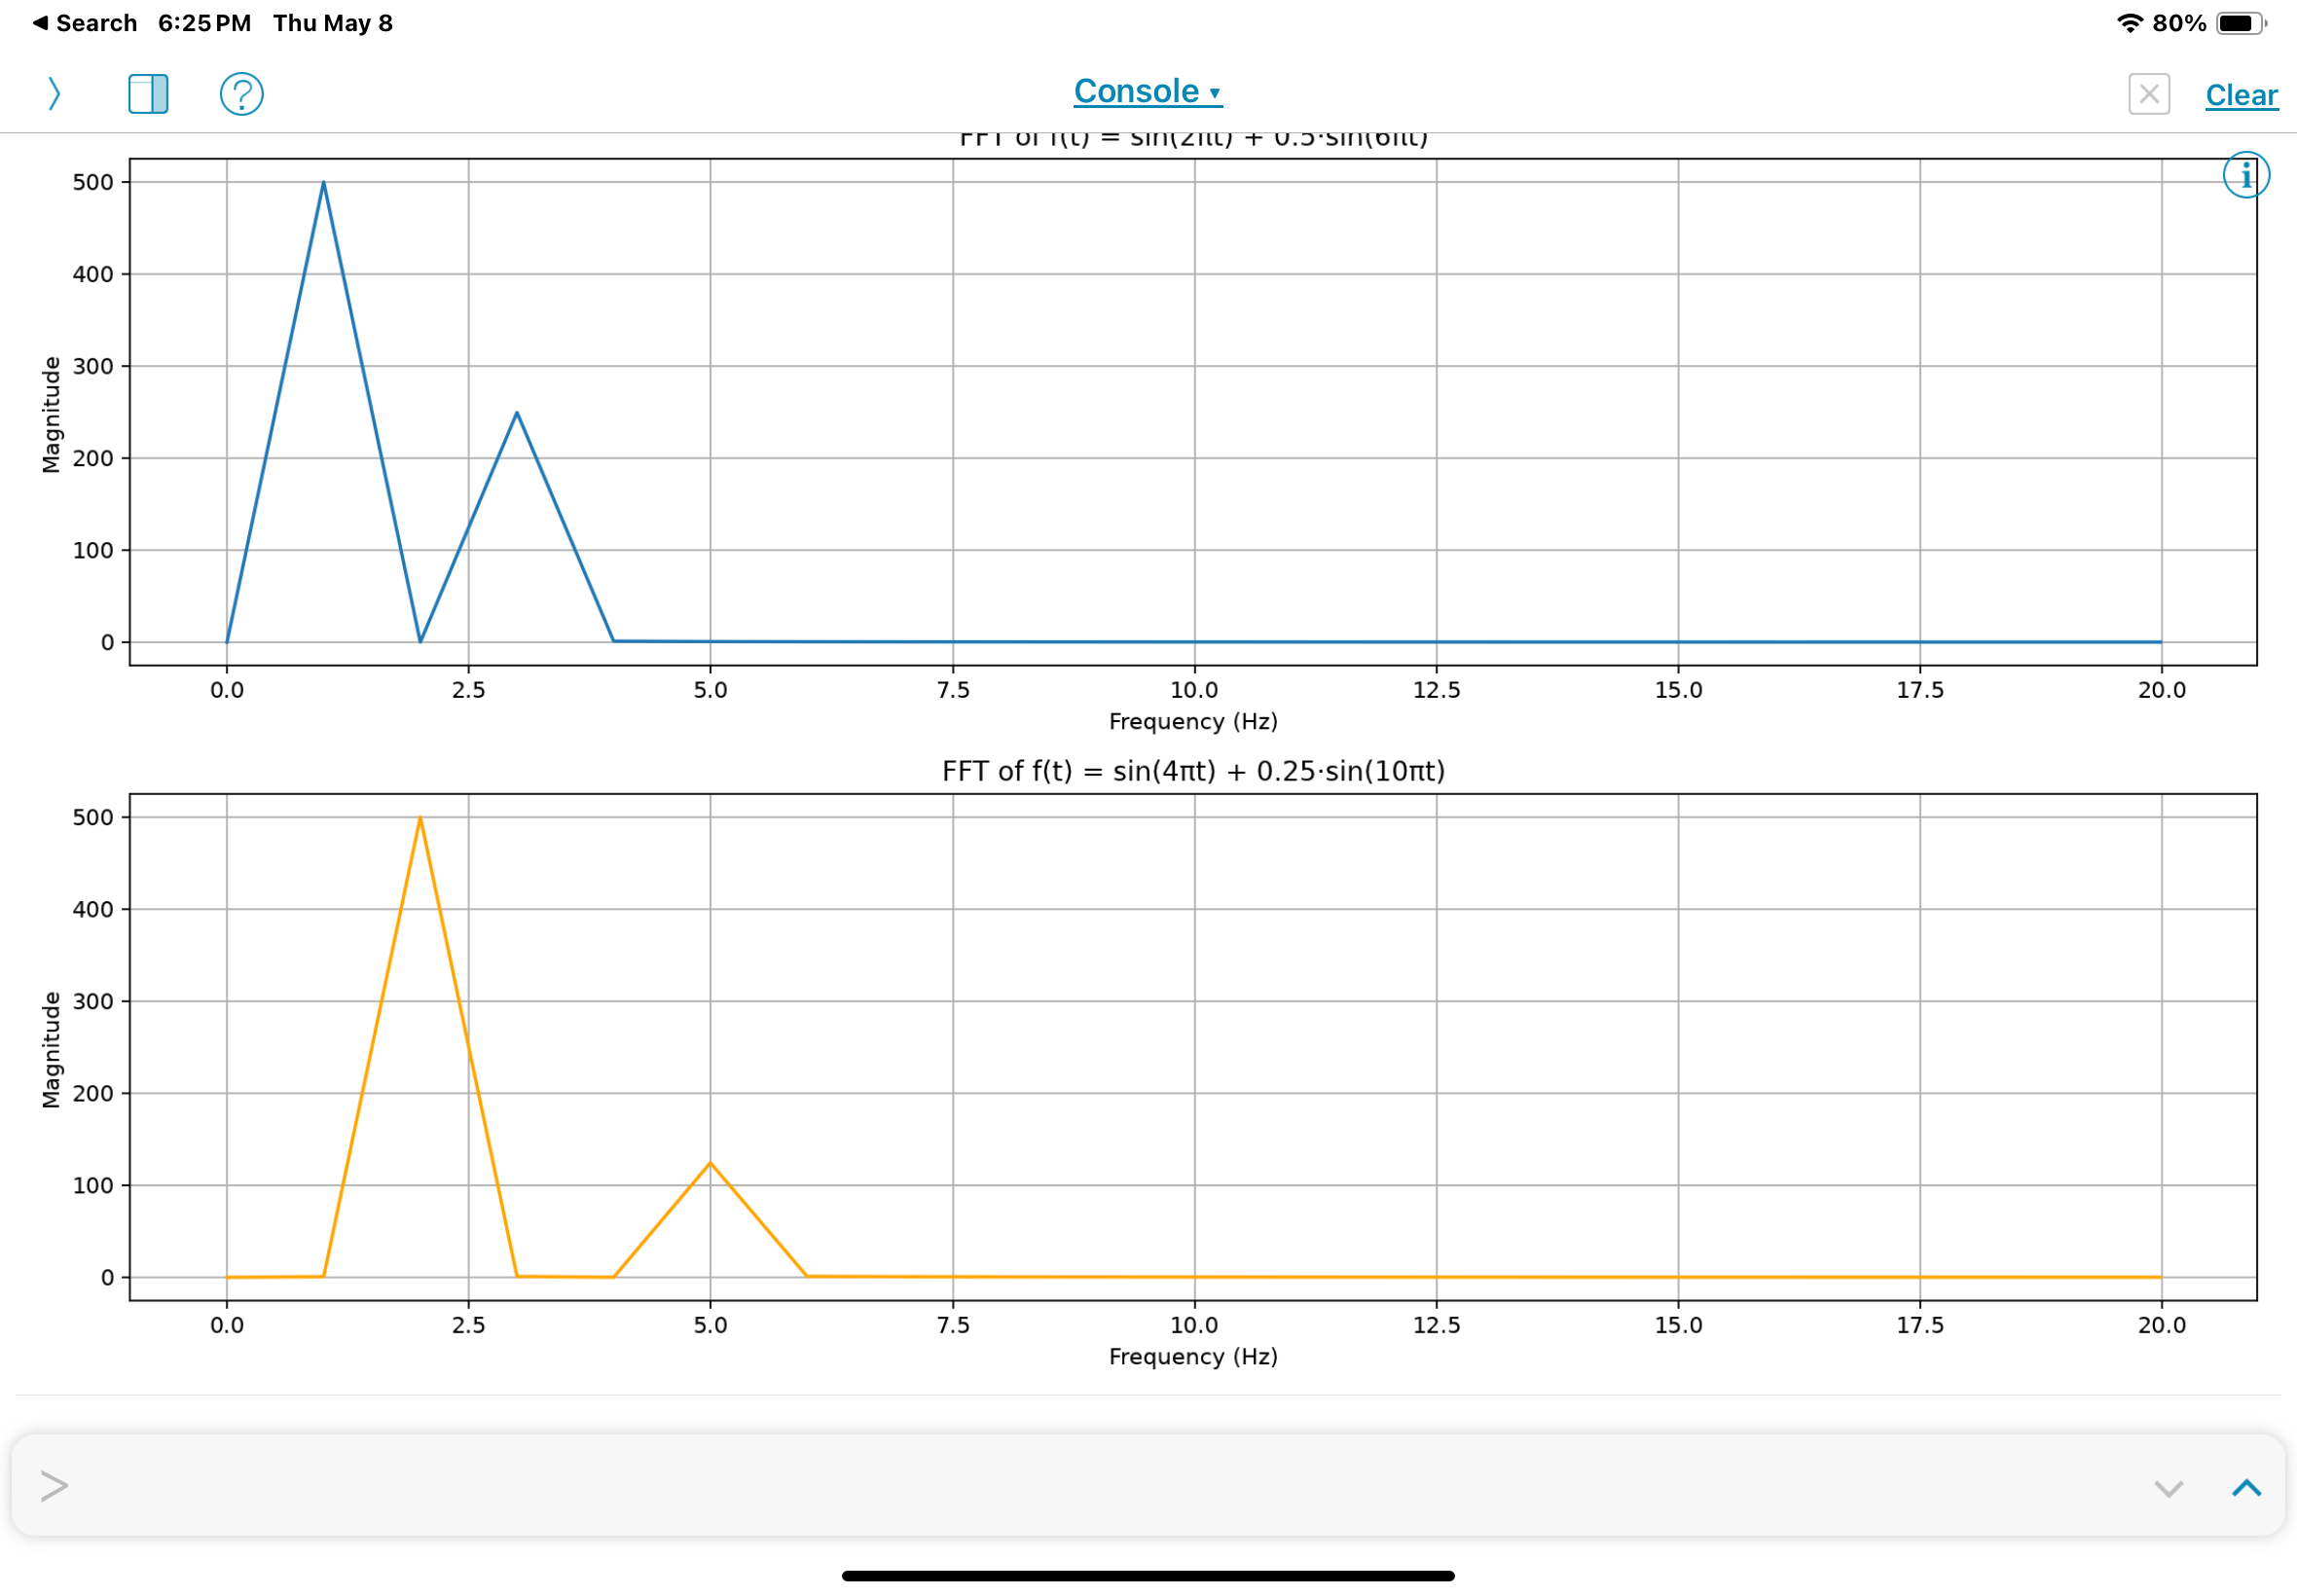 ◀ Search 6:25 PM Thu May 8 80%
Console ▾ Clear
FFT of f(t) = sin(2πt) + 0.5·sin(6πt)
i
500
400
300
200
100
0
Magnitude
0.0 2.5 5.0 7.5 10.0 12.5 15.0 17.5 20.0
Frequency (Hz)
FFT of f(t) = sin(4πt) + 0.25·sin(10πt)
500
400
300
200
100
0
Magnitude
0.0 2.5 5.0 7.5 10.0 12.5 15.0 17.5 20.0
Frequency (Hz)
>